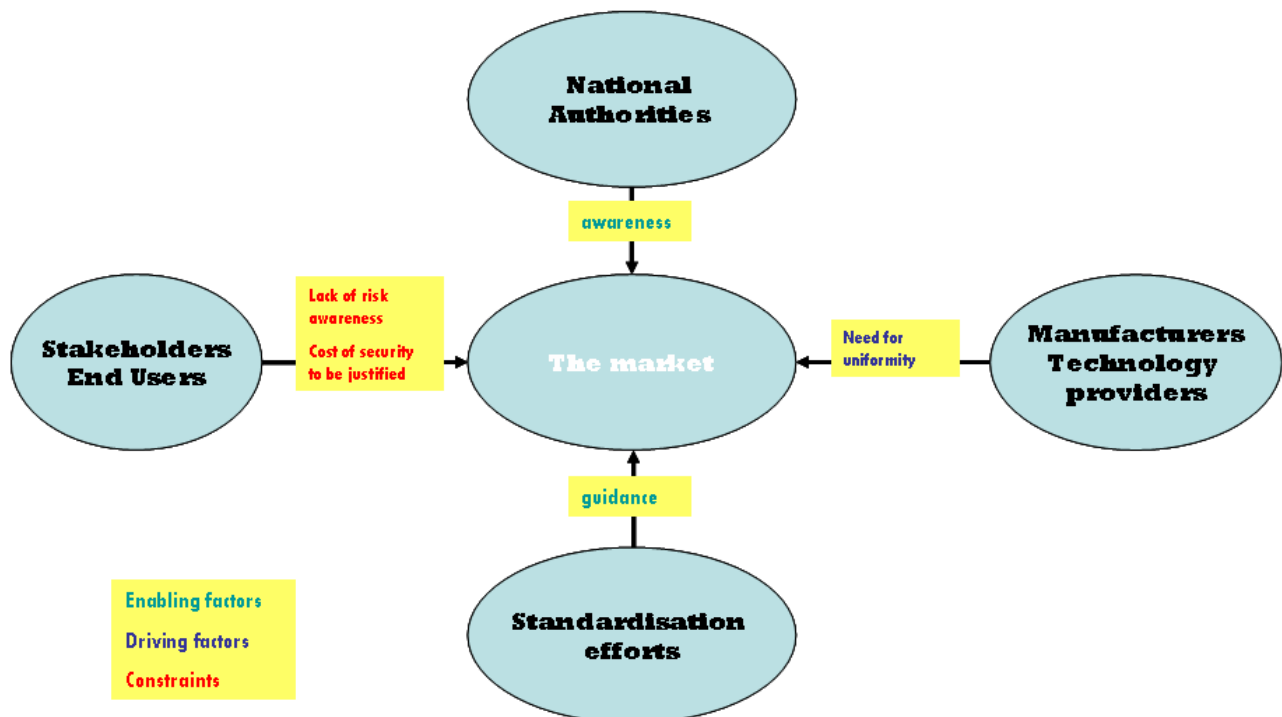 National
Authorities
awareness
Lack of risk
awareness
Cost of security
to be justified
Stakeholders
End Users
The market
Need for
uniformity
Manufacturers
Technology
providers
guidance
Standardisation
efforts
Enabling factors
Driving factors
Constraints